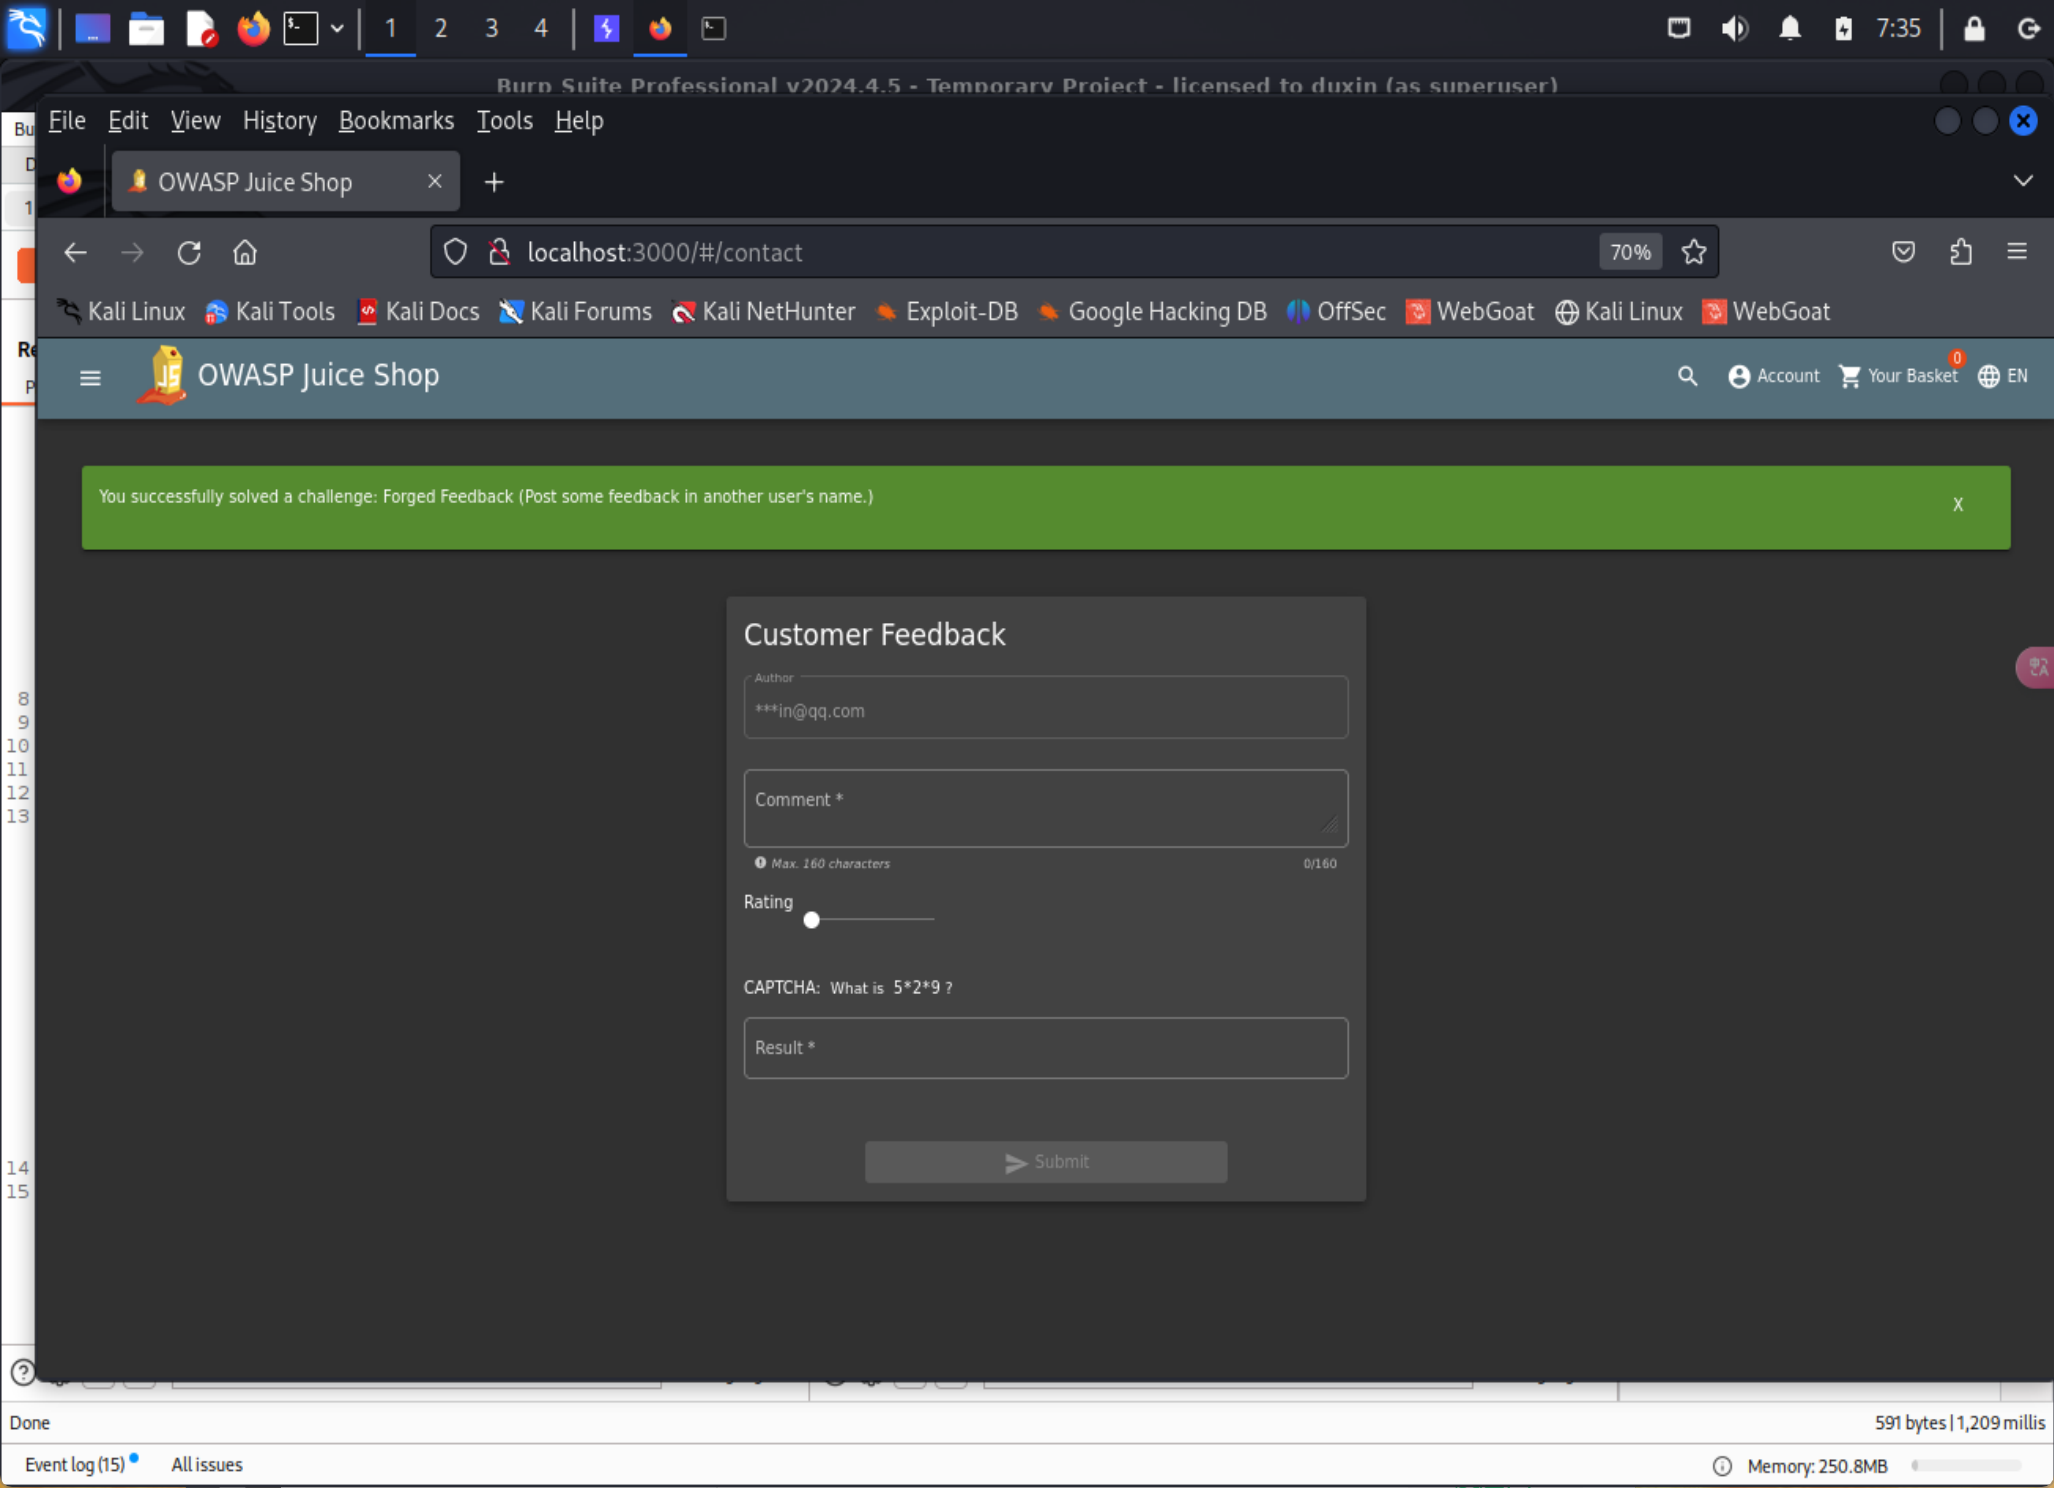 1 2 3 4 7:35
Burp Suite Professional v2024.4.5 - Temporary Project - licensed to duxin (as superuser)
Bu
File Edit View History Bookmarks Tools Help
D
OWASP Juice Shop
1
localhost:3000/#/contact 70%
Kali Linux Kali Tools Kali Docs Kali Forums Kali NetHunter Exploit-DB Google Hacking DB OffSec WebGoat Kali Linux WebGoat
Re
P
OWASP Juice Shop Account Your Basket 0 EN
You successfully solved a challenge: Forged Feedback (Post some feedback in another user's name.) X
Customer Feedback
Author
***in@qq.com
Comment *
Max. 160 characters 0/160
Rating
CAPTCHA: What is 5*2*9 ?
Result *
Submit
8
9
10
11
12
13
14
15
Done 591 bytes | 1,209 millis
Event log (15) All issues Memory: 250.8MB